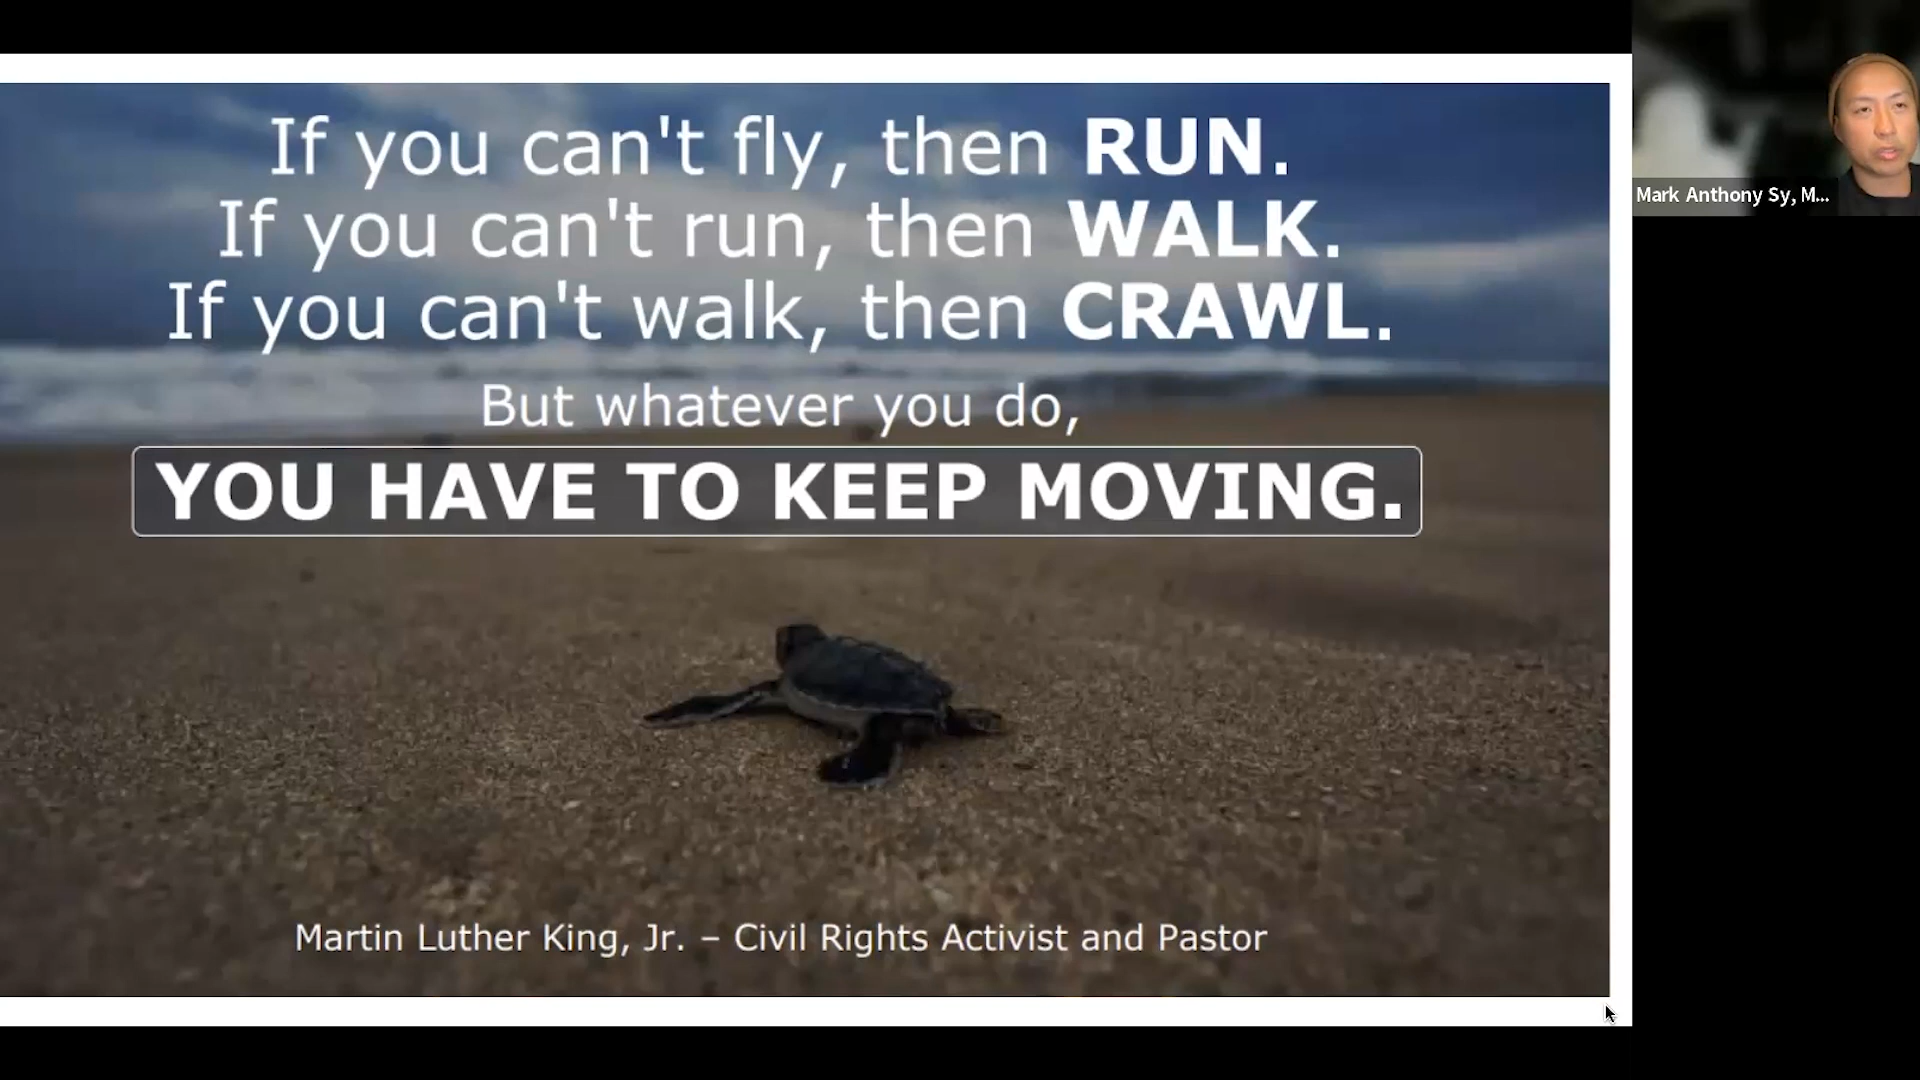 If you can't fly, then RUN.
If you can't run, then WALK.
If you can't walk, then CRAWL.
But whatever you do,
YOU HAVE TO KEEP MOVING.
Martin Luther King, Jr. – Civil Rights Activist and Pastor
Mark Anthony Sy, M...